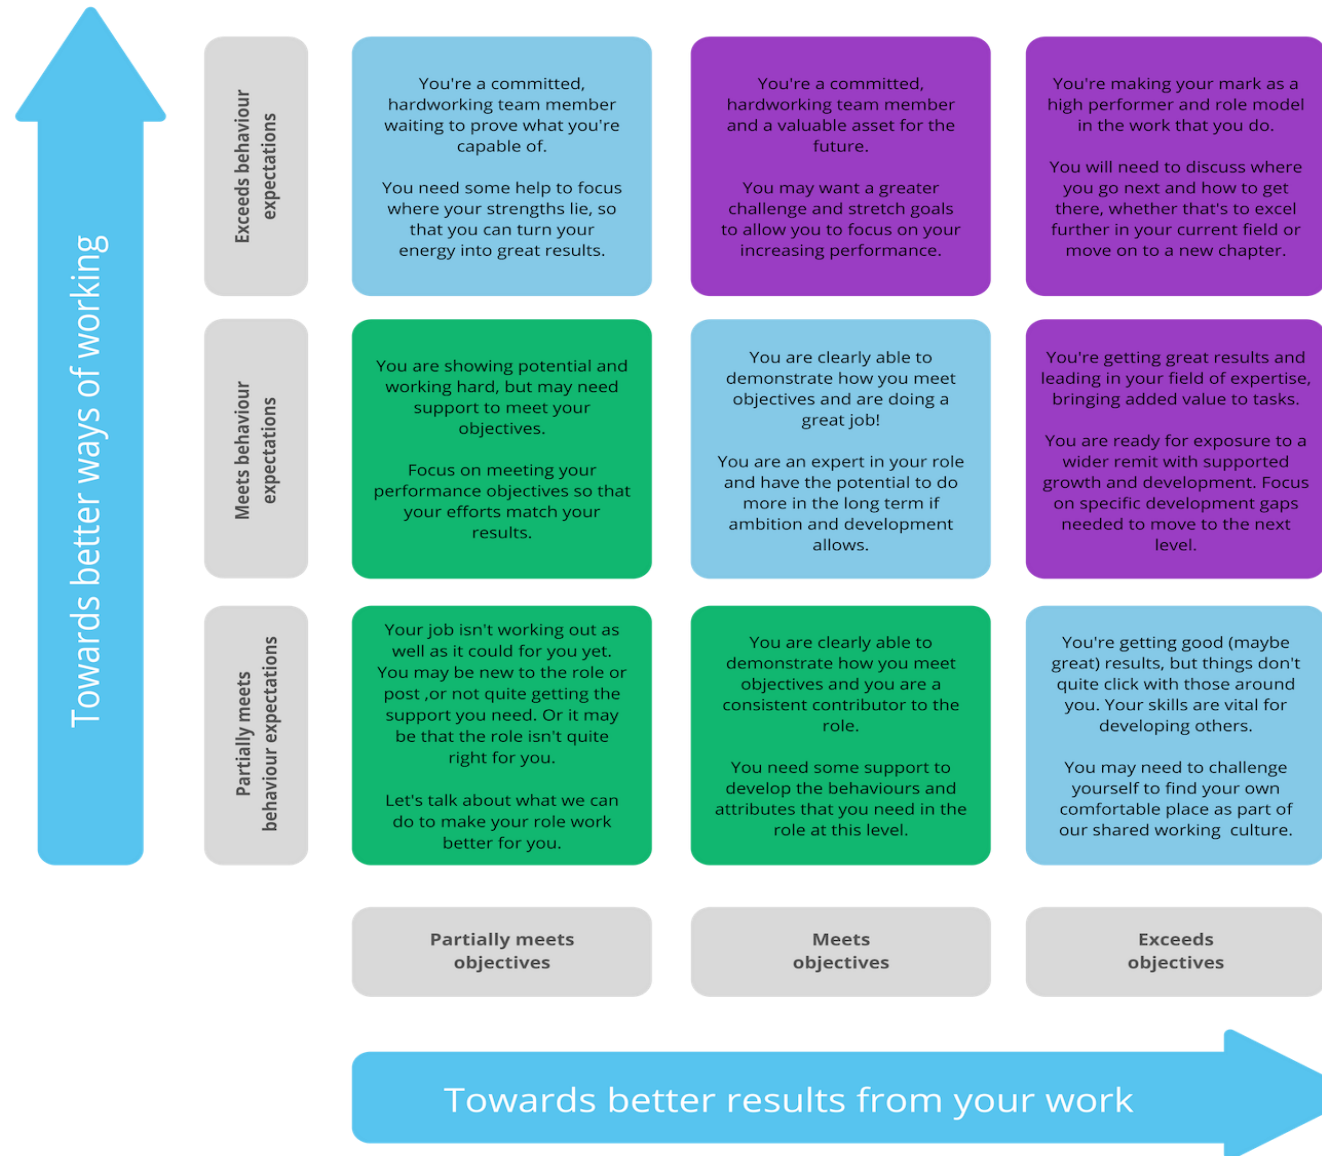 Towards better ways of working
Exceeds behaviour
expectations
You're a committed,
hardworking team member
waiting to prove what you're
capable of.
You need some help to focus
where your strengths lie, so
that you can turn your
energy into great results.
You're a committed,
hardworking team member
and a valuable asset for the
future.
You may want a greater
challenge and stretch goals
to allow you to focus on your
increasing performance.
You're making your mark as a
high performer and role model
in the work that you do.
You will need to discuss where
you go next and how to get
there, whether that's to excel
further in your current field or
move on to a new chapter.
Meets behaviour
expectations
You are showing potential and
working hard, but may need
support to meet your
objectives.
Focus on meeting your
performance objectives so that
your efforts match your
results.
You are clearly able to
demonstrate how you meet
objectives and are doing a
great job!
You are an expert in your role
and have the potential to do
more in the long term if
ambition and development
allows.
You're getting great results and
leading in your field of expertise,
bringing added value to tasks.
You are ready for exposure to a
wider remit with supported
growth and development. Focus
on specific development gaps
needed to move to the next
level.
Partially meets
behaviour expectations
Your job isn't working out as
well as it could for you yet.
You may be new to the role or
post ,or not quite getting the
support you need. Or it may
be that the role isn't quite
right for you.
Let's talk about what we can
do to make your role work
better for you.
You are clearly able to
demonstrate how you meet
objectives and you are a
consistent contributor to the
role.
You need some support to
develop the behaviours and
attributes that you need in the
role at this level.
You're getting good (maybe
great) results, but things don't
quite click with those around
you. Your skills are vital for
developing others.
You may need to challenge
yourself to find your own
comfortable place as part of
our shared working  culture.
Partially meets
objectives
Meets
objectives
Exceeds
objectives
Towards better results from your work